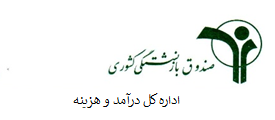 صندوق بازنشستگی کشوری
اداره کل درآمد و هزینه